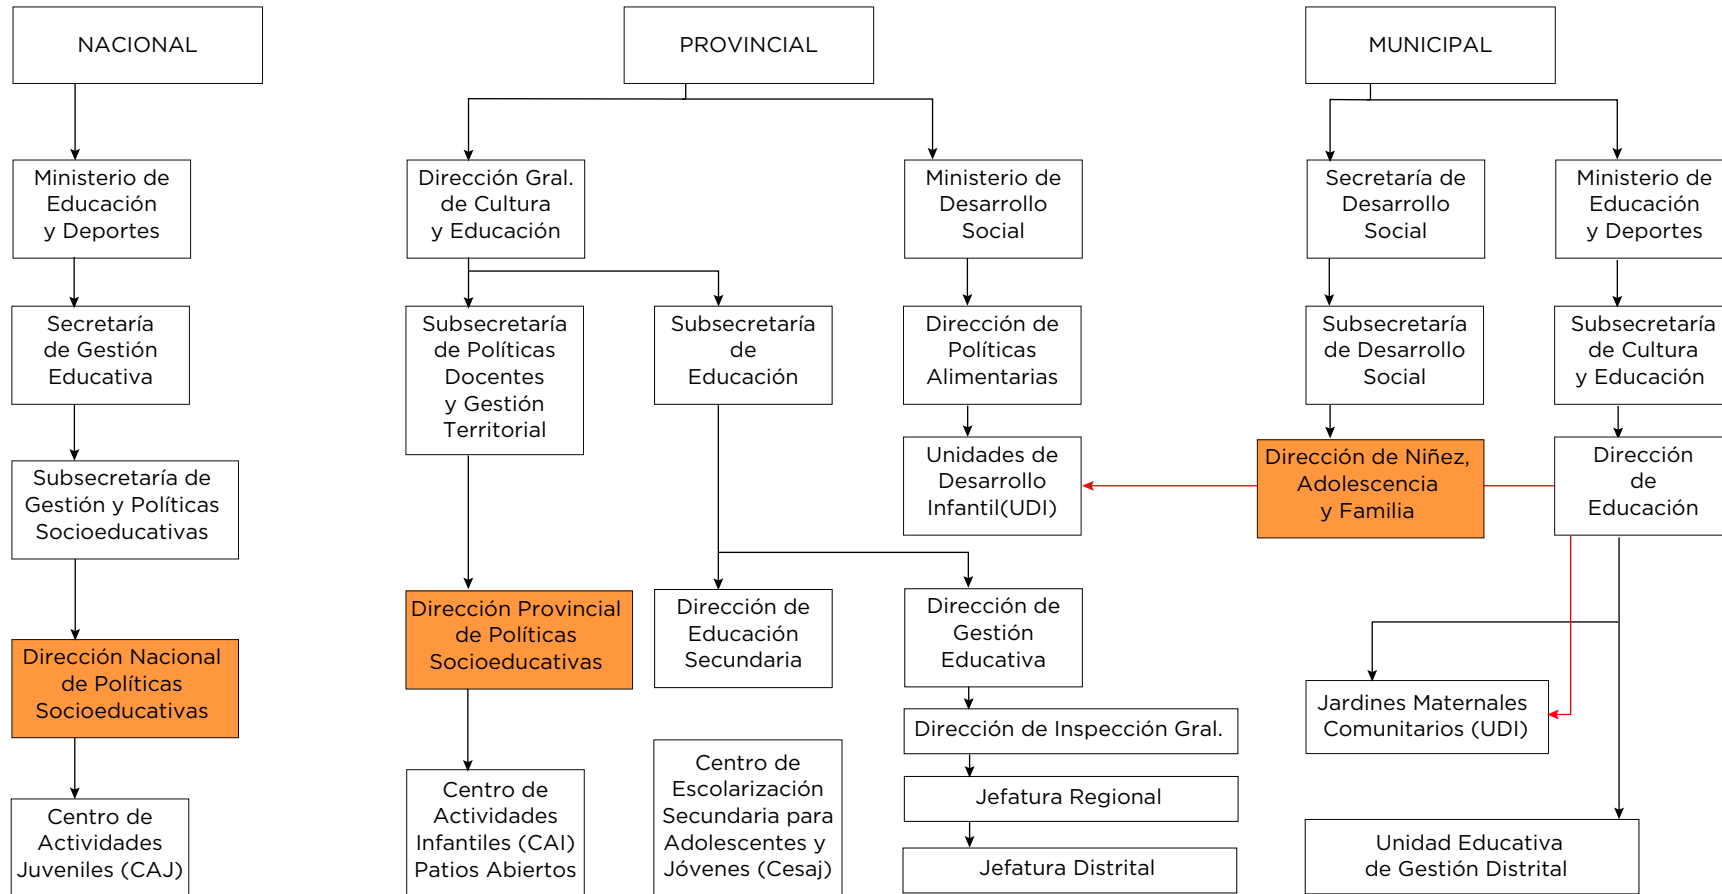 NACIONAL
PROVINCIAL
MUNICIPAL
Ministerio de
Educación
y Deportes
Secretaría
de Gestión
Educativa
Subsecretaría de
Gestión y Políticas
Socioeducativas
Dirección Nacional
de Políticas
Socioeducativas
Centro de
Actividades
Juveniles (CAJ)
Dirección Gral.
de Cultura
y Educación
Subsecretaría
de Políticas
Docentes
y Gestión
Territorial
Dirección Provincial
de Políticas
Socioeducativas
Centro de
Actividades
Infantiles (CAI)
Patios Abiertos
Subsecretaría
de
Educación
Dirección de
Educación
Secundaria
Centro de
Escolarización
Secundaria para
Adolescentes y
Jóvenes (Cesaj)
Ministerio de
Desarrollo
Social
Dirección de
Políticas
Alimentarias
Unidades de
Desarrollo
Infantil(UDI)
Dirección de
Gestión
Educativa
Dirección de Inspección Gral.
Jefatura Regional
Jefatura Distrital
Secretaría de
Desarrollo
Social
Subsecretaría
de Desarrollo
Social
Dirección de Niñez,
Adolescencia
y Familia
Ministerio de
Educación
y Deportes
Subsecretaría
de Cultura
y Educación
Dirección
de
Educación
Jardines Maternales
Comunitarios (UDI)
Unidad Educativa
de Gestión Distrital